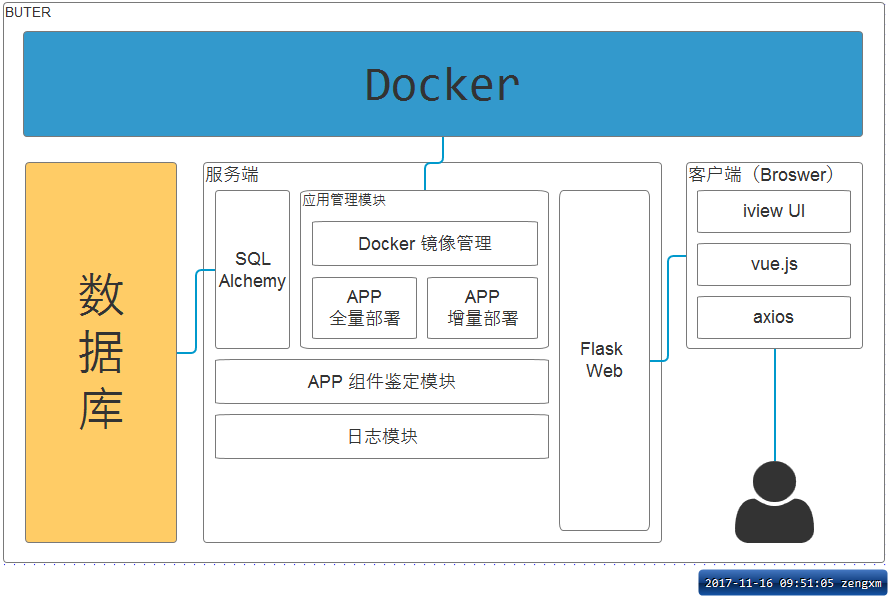 BUTER
Docker
数
据
库
服务端
SQL
Alchemy
应用管理模块
Docker 镜像管理
APP
全量部署
APP
增量部署
APP 组件鉴定模块
日志模块
Flask
Web
客户端（Broswer）
iview UI
vue.js
axios
2017-11-16 09:51:05 zengxm